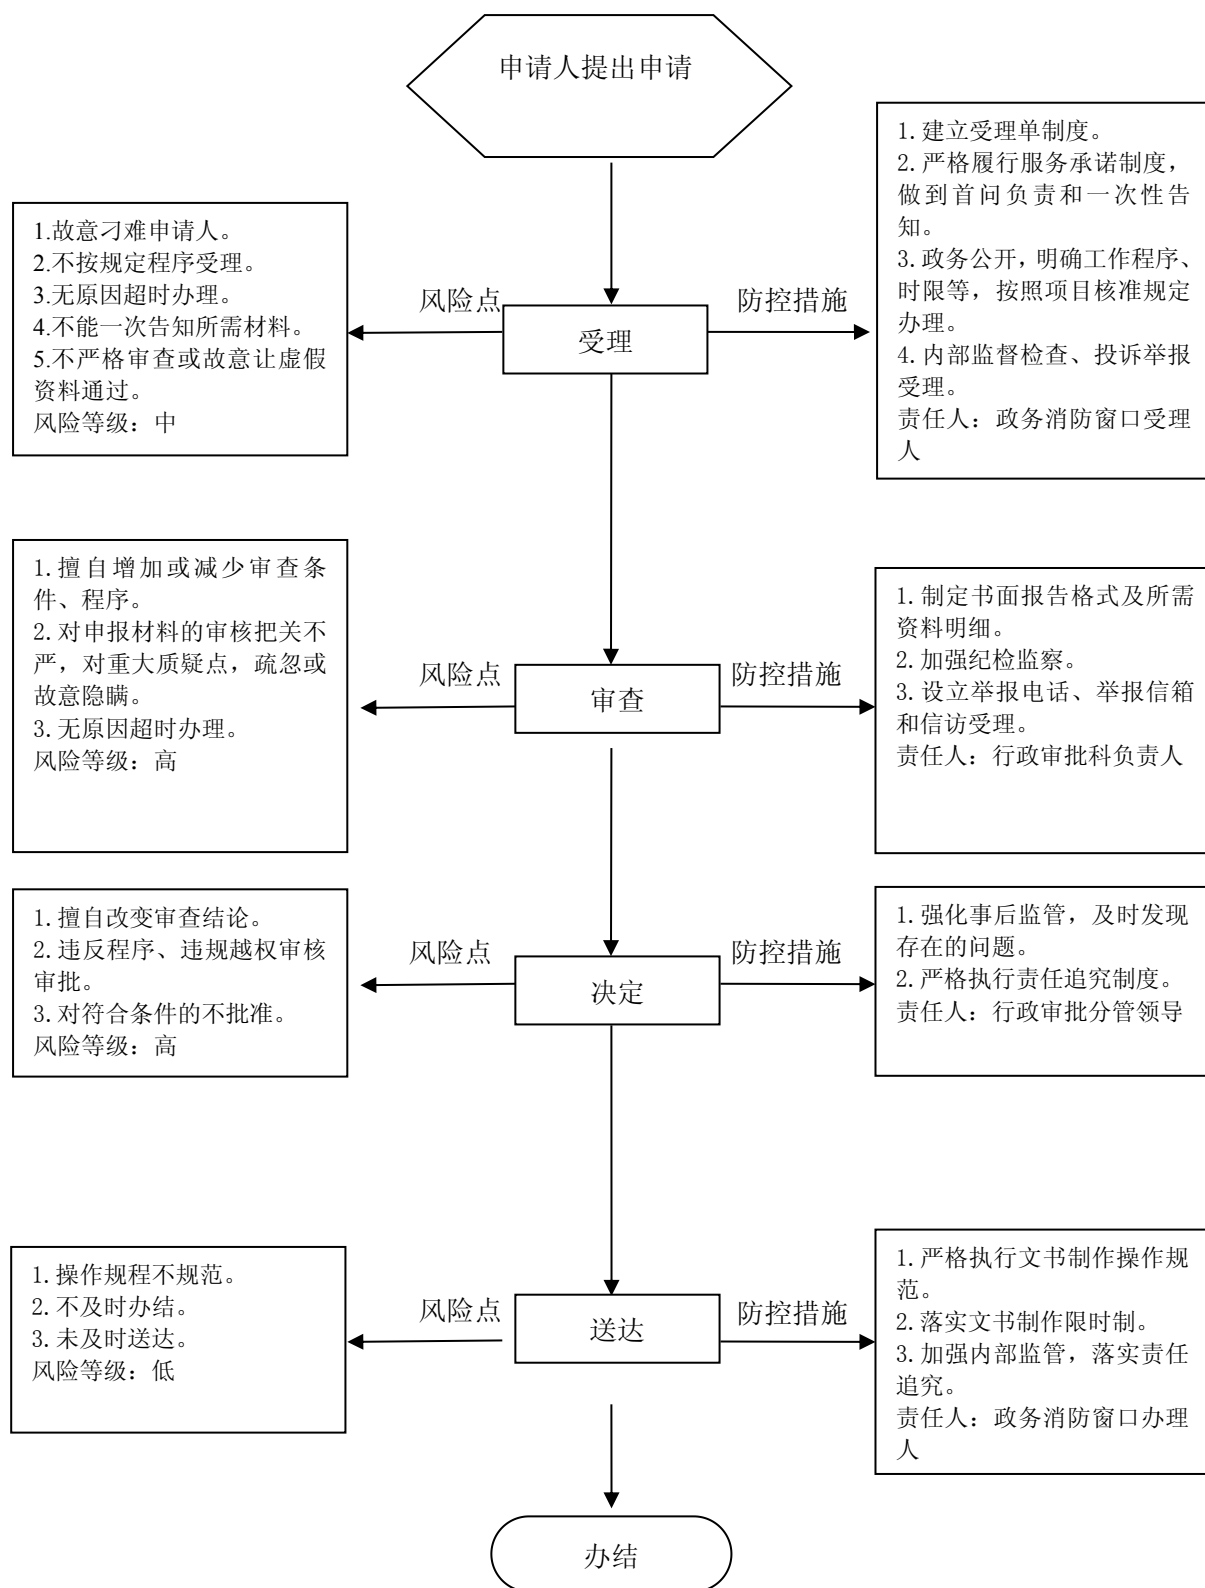 申请人提出申请
1.故意刁难申请人。
2.不按规定程序受理。
3.无原因超时办理。
4.不能一次告知所需材料。
5.不严格审查或故意让虚假
资料通过。
风险等级：中
风险点
受理
防控措施
1.建立受理单制度。
2.严格履行服务承诺制度，
做到首问负责和一次性告
知。
3.政务公开，明确工作程序、
时限等，按照项目核准规定
办理。
4.内部监督检查、投诉举报
受理。
责任人：政务消防窗口受理
人
1.擅自增加或减少审查条
件、程序。
2.对申报材料的审核把关不
严，对重大质疑点，疏忽或
故意隐瞒。
3.无原因超时办理。
风险等级：高
风险点
审查
防控措施
1.制定书面报告格式及所需
资料明细。
2.加强纪检监察。
3.设立举报电话、举报信箱
和信访受理。
责任人：行政审批科负责人
1.擅自改变审查结论。
2.违反程序、违规越权审核
审批。
3.对符合条件的不批准。
风险等级：高
风险点
决定
防控措施
1.强化事后监管，及时发现
存在的问题。
2.严格执行责任追究制度。
责任人：行政审批分管领导
1.操作规程不规范。
2.不及时办结。
3.未及时送达。
风险等级：低
风险点
送达
防控措施
1.严格执行文书制作操作规
范。
2.落实文书制作限时制。
3.加强内部监管，落实责任
追究。
责任人：政务消防窗口办理
人
办结